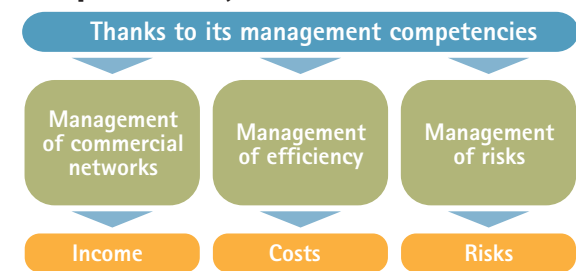 Thanks to its management competencies
Management
of commercial
networks
Management
of efficiency
Management
of risks
Income
Costs
Risks